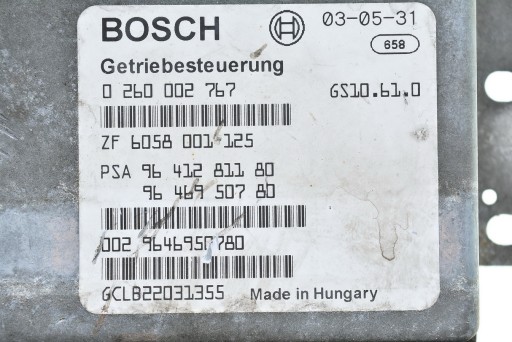 BOSCH 03-05-31
658
Getriebesteuerung
0 260 002 767 GS10.61.0
ZF 6058 001 125
PSA 96 412 811 80
96 469 507 80
002 9646950780
GCLB22031355 Made in Hungary